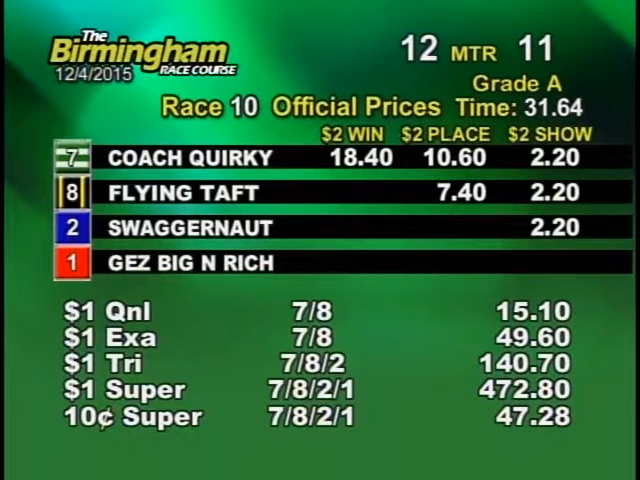 The
Birmingham
RACE COURSE
12/4/2015
12 MTR 11
Grade A
Race 10 Official Prices Time: 31.64
$2 WIN $2 PLACE $2 SHOW
7 COACH QUIRKY 18.40 10.60 2.20
8 FLYING TAFT 7.40 2.20
2 SWAGGERNAUT 2.20
1 GEZ BIG N RICH
$1 Qnl 7/8 15.10
$1 Exa 7/8 49.60
$1 Tri 7/8/2 140.70
$1 Super 7/8/2/1 472.80
10¢ Super 7/8/2/1 47.28